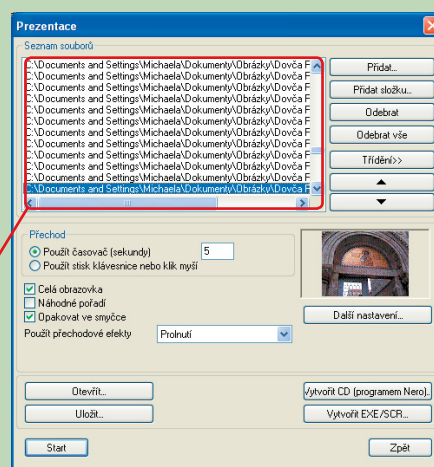 Prezentace
Seznam souborů
C:\Documents and Settings\Michaela\Dokumenty\Obrázky\Dovča F
C:\Documents and Settings\Michaela\Dokumenty\Obrázky\Dovča F
C:\Documents and Settings\Michaela\Dokumenty\Obrázky\Dovča F
C:\Documents and Settings\Michaela\Dokumenty\Obrázky\Dovča F
C:\Documents and Settings\Michaela\Dokumenty\Obrázky\Dovča F
C:\Documents and Settings\Michaela\Dokumenty\Obrázky\Dovča F
C:\Documents and Settings\Michaela\Dokumenty\Obrázky\Dovča F
C:\Documents and Settings\Michaela\Dokumenty\Obrázky\Dovča F
C:\Documents and Settings\Michaela\Dokumenty\Obrázky\Dovča F
C:\Documents and Settings\Michaela\Dokumenty\Obrázky\Dovča F
C:\Documents and Settings\Michaela\Dokumenty\Obrázky\Dovča F
C:\Documents and Settings\Michaela\Dokumenty\Obrázky\Dovča F
Přidat...
Přidat složku...
Odebrat
Odebrat vše
Třídění>>
Přechod
Použít časovač (sekundy) 5
Použít stisk klávesnice nebo klik myší
Celá obrazovka
Náhodné pořadí
Opakovat ve smyčce
Použít přechodové efekty Prolnutí
Další nastavení...
Otevřít...
Vytvořit CD (programem Nero)..
Uložit...
Vytvořit EXE/SCR...
Start
Zpět